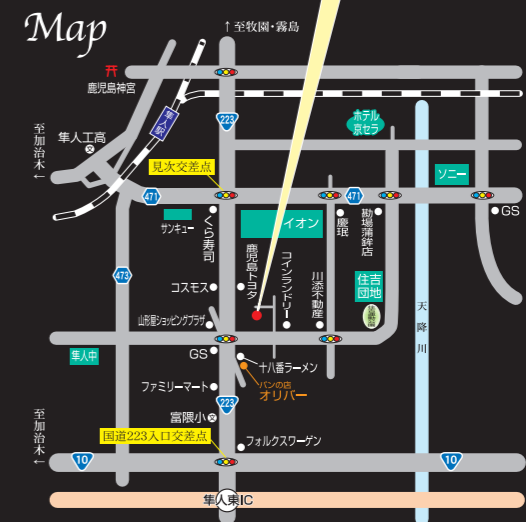 Map
↑至牧園・霧島
鹿児島神宮
至加治木←
隼人工高
文
隼人駅
223
ホテル
京セラ
見次交差点
ソニー
471
471
GS
サンキュー
くら寿司
イオン
慶珉
勘場蒲鉾店
473
コスモス
鹿児島トヨタ
コインランドリー
川添不動産
住吉
団地
天降川
山形屋ショッピングプラザ
隼人中
GS
十八番ラーメン
パンの店
オリバー
ファミリーマート
223
至加治木←
富隈小
文
国道223入口交差点
フォルクスワーゲン
10
10
隼人東IC